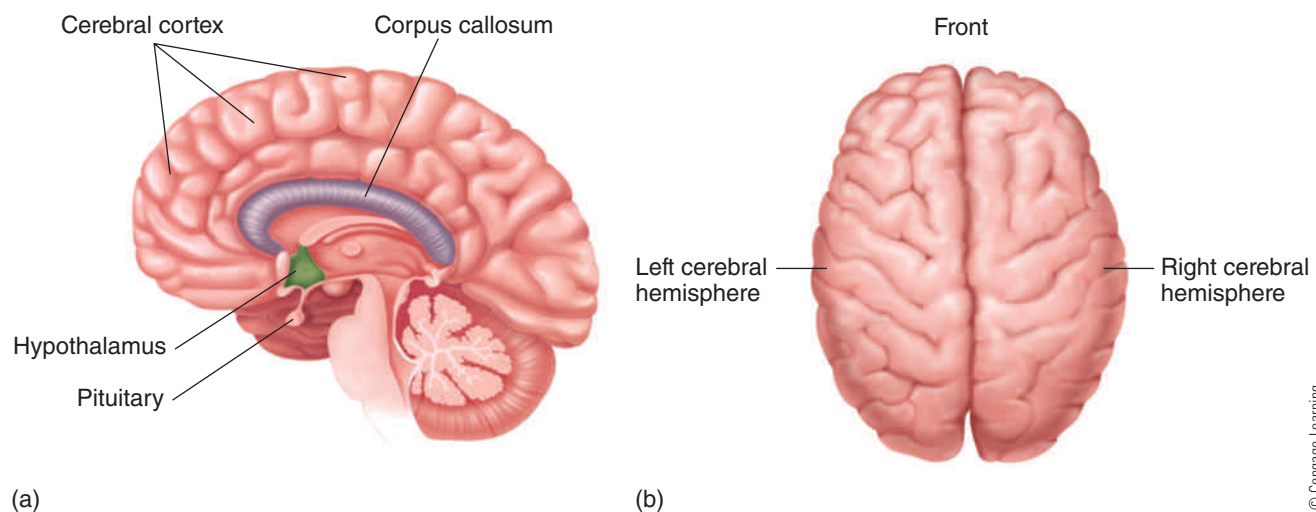 Cerebral cortex
Corpus callosum
Hypothalamus
Pituitary
(a)
Front
Left cerebral
hemisphere
Right cerebral
hemisphere
(b)
© Cengage Learning